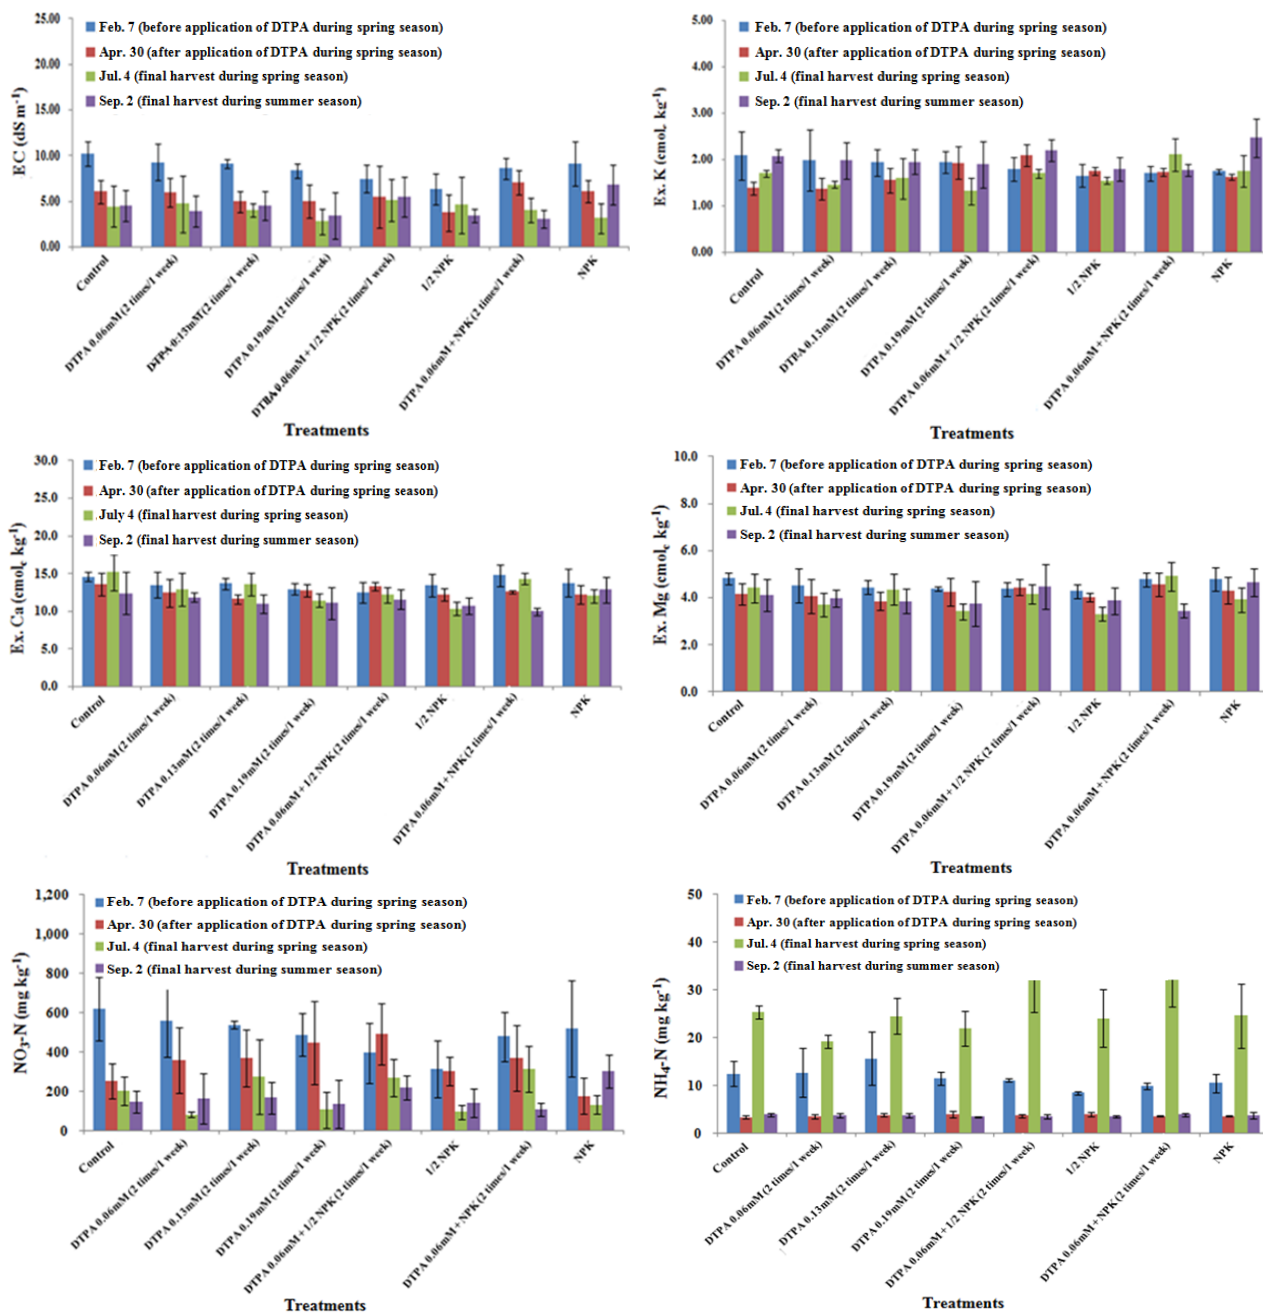 25.00
20.00
15.00
10.00
5.00
0.00
EC (dS m-1)
Feb. 7 (before application of DTPA during spring season)
Apr. 30 (after application of DTPA during spring season)
Jul. 4 (final harvest during spring season)
Sep. 2 (final harvest during summer season)
Control
DTPA 0.06mM (2 times/1 week)
DTPA 0.13mM (2 times/1 week)
DTPA 0.19mM (2 times/1 week)
0.06mM + 1/2 NPK (2 times/1 week)
1/2 NPK
DTPA 0.06mM + NPK (2 times/1 week)
NPK
Treatments
5.00
4.00
3.00
2.00
1.00
0.00
Ex. K (cmolc kg-1)
Feb. 7 (before application of DTPA during spring season)
Apr. 30 (after application of DTPA during spring season)
Jul. 4 (final harvest during spring season)
Sep. 2 (final harvest during summer season)
Control
DTPA 0.06mM (2 times/1 week)
DTPA 0.13mM (2 times/1 week)
DTPA 0.19mM (2 times/1 week)
DTPA 0.06mM + 1/2 NPK (2 times/1 week)
1/2 NPK
DTPA 0.06mM + NPK (2 times/1 week)
NPK
Treatments
30.0
25.0
20.0
15.0
10.0
5.0
0.0
Ex. Ca (cmolc kg-1)
Feb. 7 (before application of DTPA during spring season)
Apr. 30 (after application of DTPA during spring season)
July 4 (final harvest during spring season)
Sep. 2 (final harvest during summer season)
Control
DTPA 0.06mM (2 times/1 week)
DTPA 0.13mM (2 times/1 week)
DTPA 0.19mM (2 times/1 week)
DTPA 0.06mM + 1/2 NPK (2 times/1 week)
1/2 NPK
DTPA 0.06mM + NPK (2 times/1 week)
NPK
Treatments
10.0
8.0
6.0
4.0
2.0
0.0
Ex. Mg (cmolc kg-1)
Feb. 7 (before application of DTPA during spring season)
Apr. 30 (after application of DTPA during spring season)
Jul. 4 (final harvest during spring season)
Sep. 2 (final harvest during summer season)
Control
DTPA 0.06mM (2 times/1 week)
DTPA 0.13mM (2 times/1 week)
DTPA 0.19mM (2 times/1 week)
DTPA 0.06mM + 1/2 NPK (2 times/1 week)
1/2 NPK
DTPA 0.06mM + NPK (2 times/1 week)
NPK
Treatments
1,200
1,000
800
600
400
200
0
NO3-N (mg kg-1)
Feb. 7 (before application of DTPA during spring season)
Apr. 30 (after application of DTPA during spring season)
Jul. 4 (final harvest during spring season)
Sep. 2 (final harvest during summer season)
Control
DTPA 0.06mM (2 times/1 week)
DTPA 0.13mM (2 times/1 week)
DTPA 0.19mM (2 times/1 week)
DTPA 0.06mM + 1/2 NPK (2 times/1 week)
1/2 NPK
DTPA 0.06mM + NPK (2 times/1 week)
NPK
Treatments
50
40
30
20
10
0
NH4-N (mg kg-1)
Feb. 7 (before application of DTPA during spring season)
Apr. 30 (after application of DTPA during spring season)
Jul. 4 (final harvest during spring season)
Sep. 2 (final harvest during summer season)
Control
DTPA 0.06mM (2 times/1 week)
DTPA 0.13mM (2 times/1 week)
DTPA 0.19mM (2 times/1 week)
DTPA 0.06mM + 1/2 NPK (2 times/1 week)
1/2 NPK
DTPA 0.06mM + NPK (2 times/1 week)
NPK
Treatments